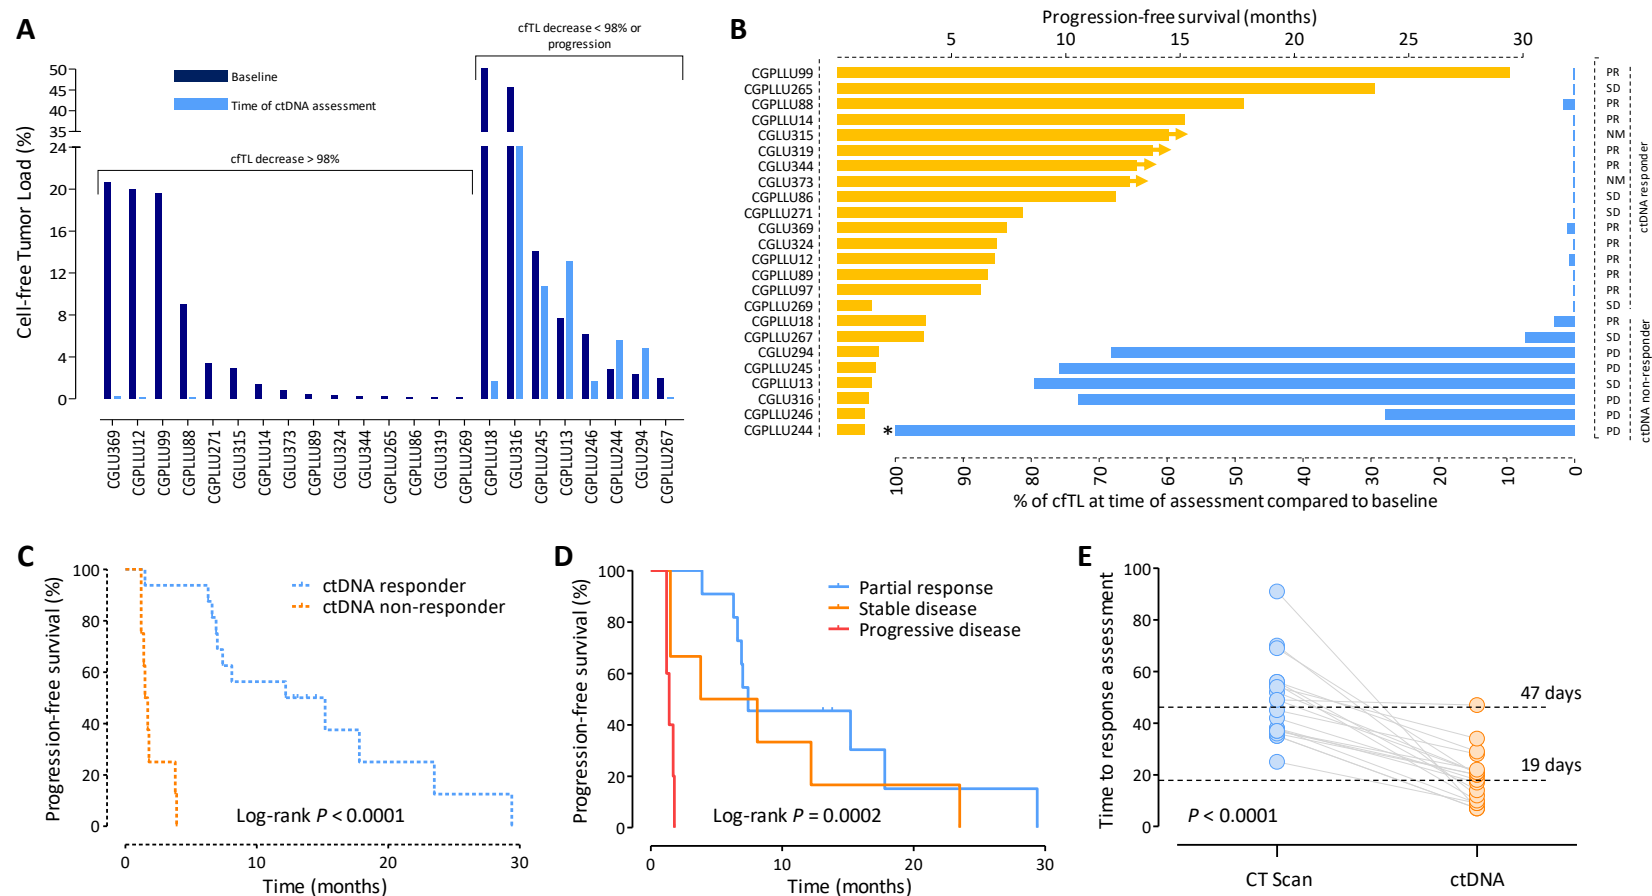 A
cfTL decrease < 98% or
progression
50
45
40
35
24
20
16
12
8
4
0
Baseline
Time of ctDNA assessment
cfTL decrease > 98%
Cell-free Tumor Load (%)
CGLU369
CGPLLU12
CGPLLU99
CGPLLU88
CGPLLU271
CGLU315
CGPLLU14
CGLU373
CGPLLU89
CGLU324
CGLU344
CGPLLU265
CGPLLU86
CGLU319
CGPLLU269
CGPLLU18
CGLU316
CGPLLU245
CGPLLU13
CGPLLU246
CGPLLU244
CGLU294
CGPLLU267
B
Progression-free survival (months)
5 10 15 20 25 30
CGPLLU99 PR
CGPLLU265 SD
CGPLLU88 PR
CGPLLU14 PR
CGLU315 NM
CGLU319 PR
CGLU344 PR
CGLU373 NM
CGPLLU86 SD
CGPLLU271 SD
CGLU369 PR
CGLU324 PR
CGPLLU12 PR
CGPLLU89 PR
CGPLLU97 PR
CGPLLU269 SD
CGPLLU18 PR
CGPLLU267 SD
CGLU294 PD
CGPLLU245 PD
CGPLLU13 SD
CGLU316 PD
CGPLLU246 PD
CGPLLU244 * PD
ctDNA responder
ctDNA non-responder
100 90 80 70 60 50 40 30 20 10 0
% of cfTL at time of assessment compared to baseline
C
Progression-free survival (%)
100
80
60
40
20
0
ctDNA responder
ctDNA non-responder
Log-rank P < 0.0001
0 10 20 30
Time (months)
D
Progression-free survival (%)
100
80
60
40
20
0
Partial response
Stable disease
Progressive disease
Log-rank P = 0.0002
0 10 20 30
Time (months)
E
Time to response assessment
100
80
60
40
20
0
47 days
19 days
P < 0.0001
CT Scan ctDNA